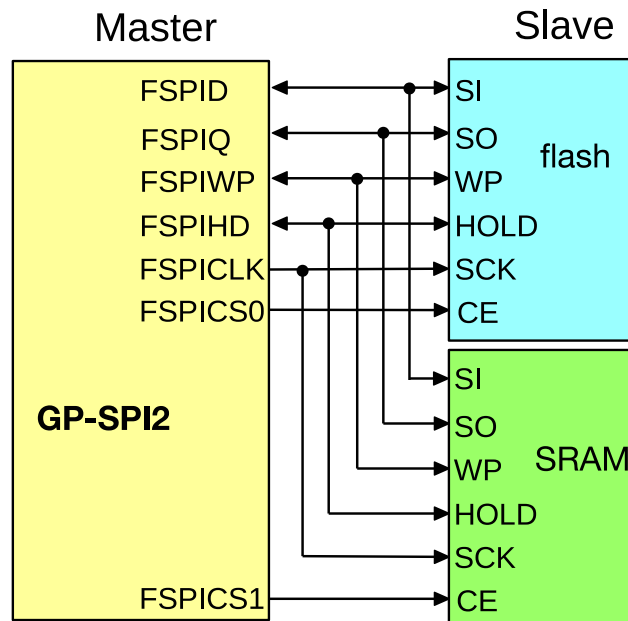 Master
FSPID
FSPIQ
FSPIWP
FSPIHD
FSPICLK
FSPICS0
GP-SPI2
FSPICS1
Slave
SI
SO
flash
WP
HOLD
SCK
CE
SI
SO
SRAM
WP
HOLD
SCK
CE